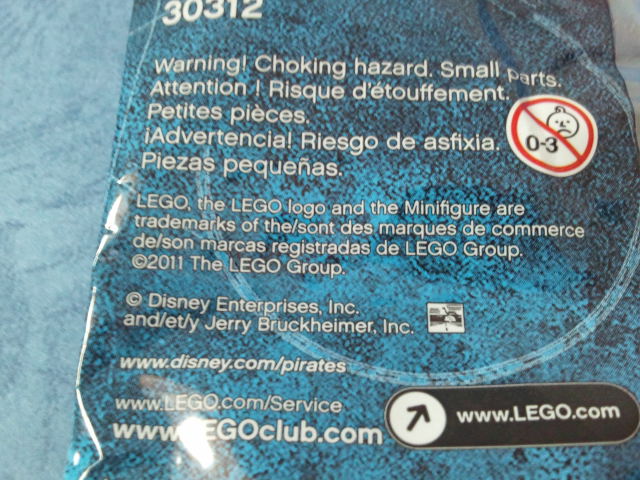 30312
Warning! Choking hazard. Small parts.
Attention ! Risque d'étouffement.
Petites pièces.
¡Advertencia! Riesgo de asfixia.
Piezas pequeñas.
0-3
LEGO, the LEGO logo and the Minifigure are
trademarks of the/sont des marques de commerce
de/son marcas registradas de LEGO Group.
©2011 The LEGO Group.
© Disney Enterprises, Inc.
and/et/y Jerry Bruckheimer, Inc.
www.disney.com/pirates
www.LEGO.com/Service
www.LEGOclub.com
www.LEGO.com